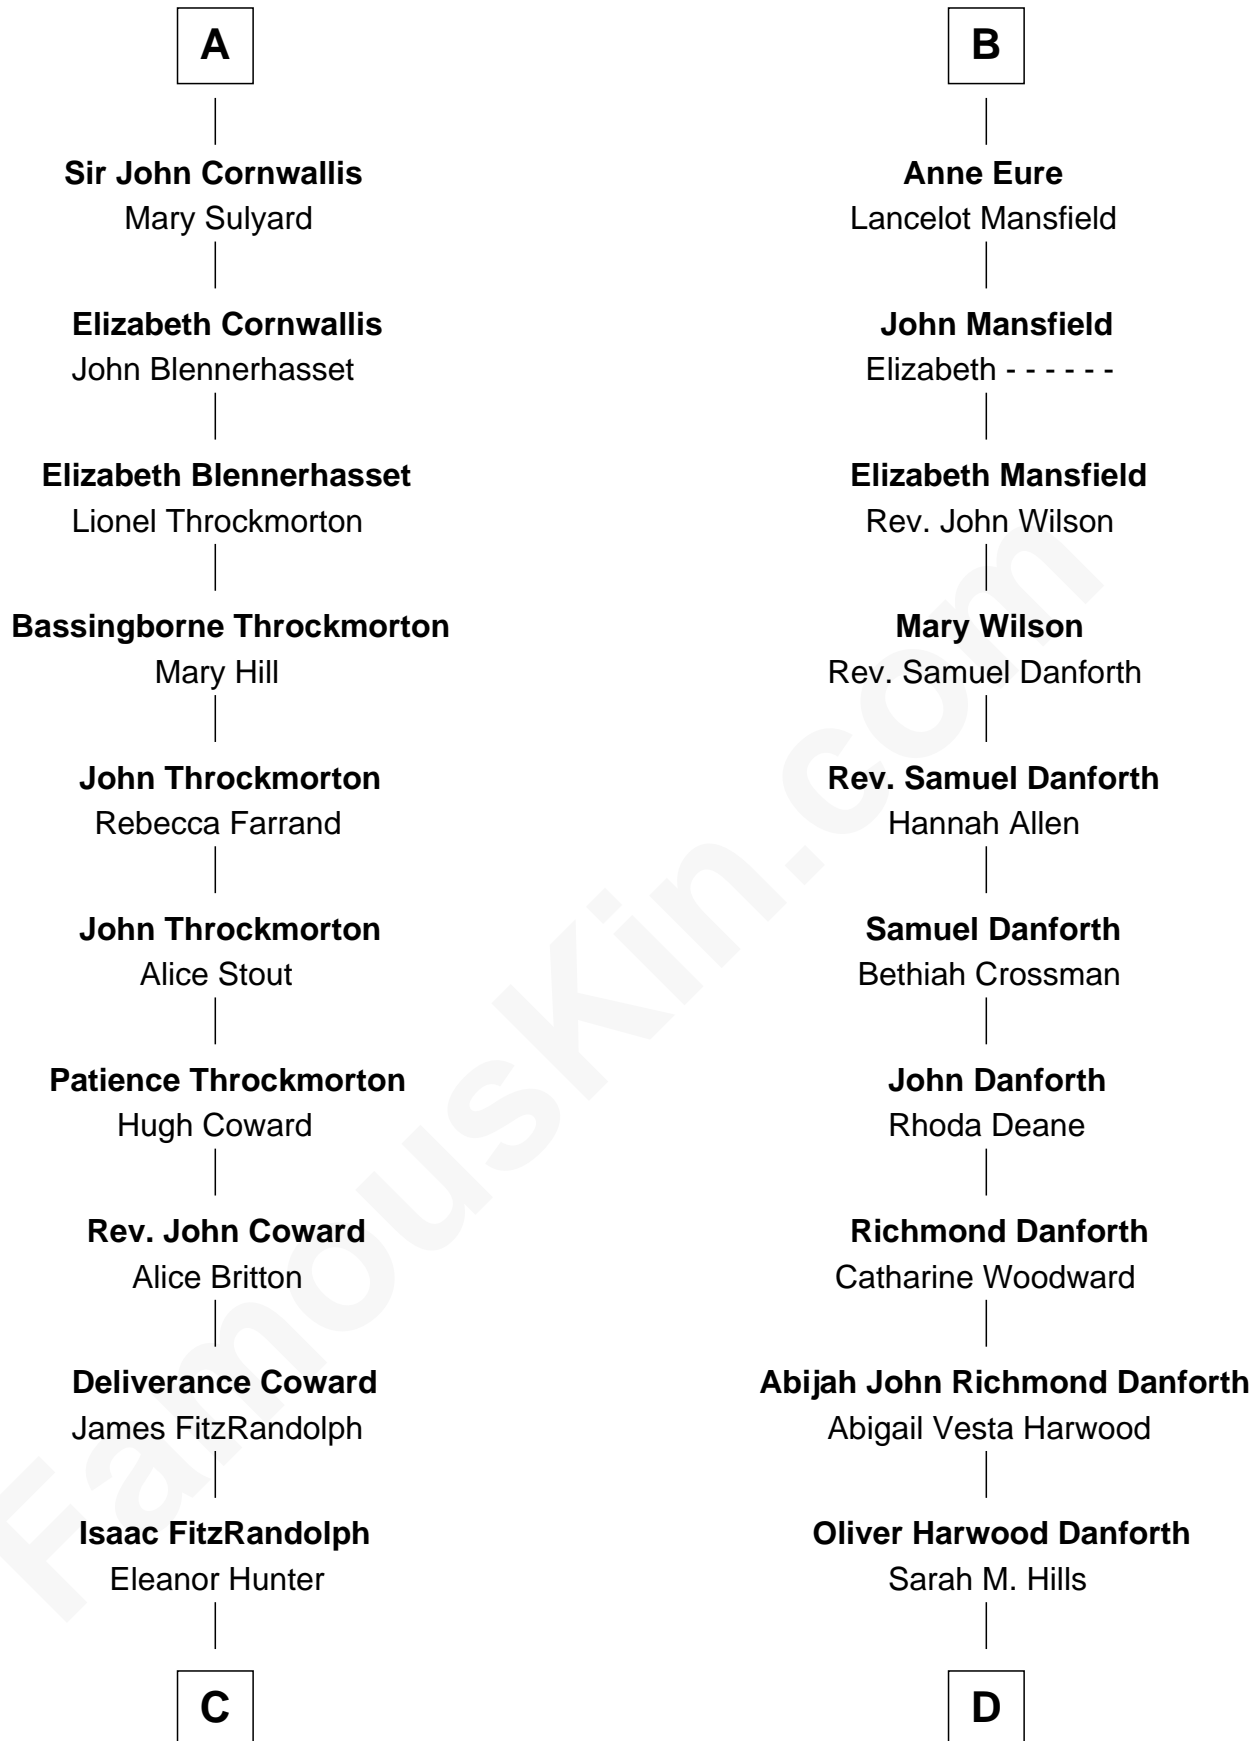 A
Sir John Cornwallis
Mary Sulyard
Elizabeth Cornwallis
John Blennerhasset
Elizabeth Blennerhasset
Lionel Throckmorton
Bassingborne Throckmorton
Mary Hill
John Throckmorton
Rebecca Farrand
John Throckmorton
Alice Stout
Patience Throckmorton
Hugh Coward
Rev. John Coward
Alice Britton
Deliverance Coward
James FitzRandolph
Isaac FitzRandolph
Eleanor Hunter
C
B
Anne Eure
Lancelot Mansfield
John Mansfield
Elizabeth - - - - - -
Elizabeth Mansfield
Rev. John Wilson
Mary Wilson
Rev. Samuel Danforth
Rev. Samuel Danforth
Hannah Allen
Samuel Danforth
Bethiah Crossman
John Danforth
Rhoda Deane
Richmond Danforth
Catharine Woodward
Abijah John Richmond Danforth
Abigail Vesta Harwood
Oliver Harwood Danforth
Sarah M. Hills
D
FamousKin.com